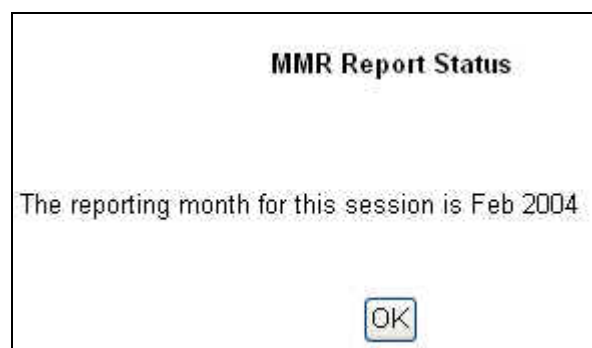 MMR Report Status
The reporting month for this session is Feb 2004
OK